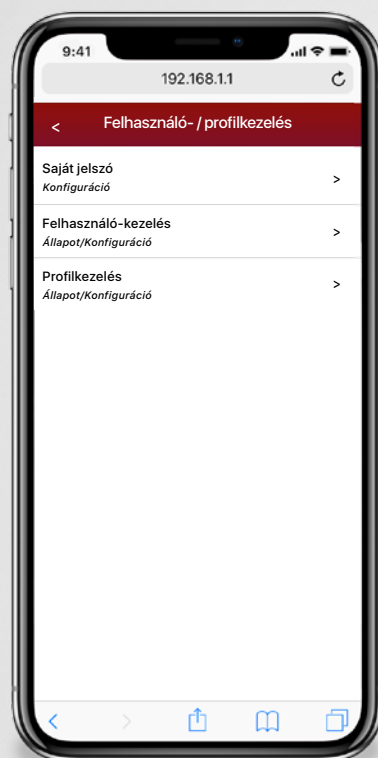 9:41
192.168.1.1
< Felhasználó- / profilkezelés
Saját jelszó
Konfiguráció
>
Felhasználó-kezelés
Állapot/Konfiguráció
>
Profilkezelés
Állapot/Konfiguráció
>